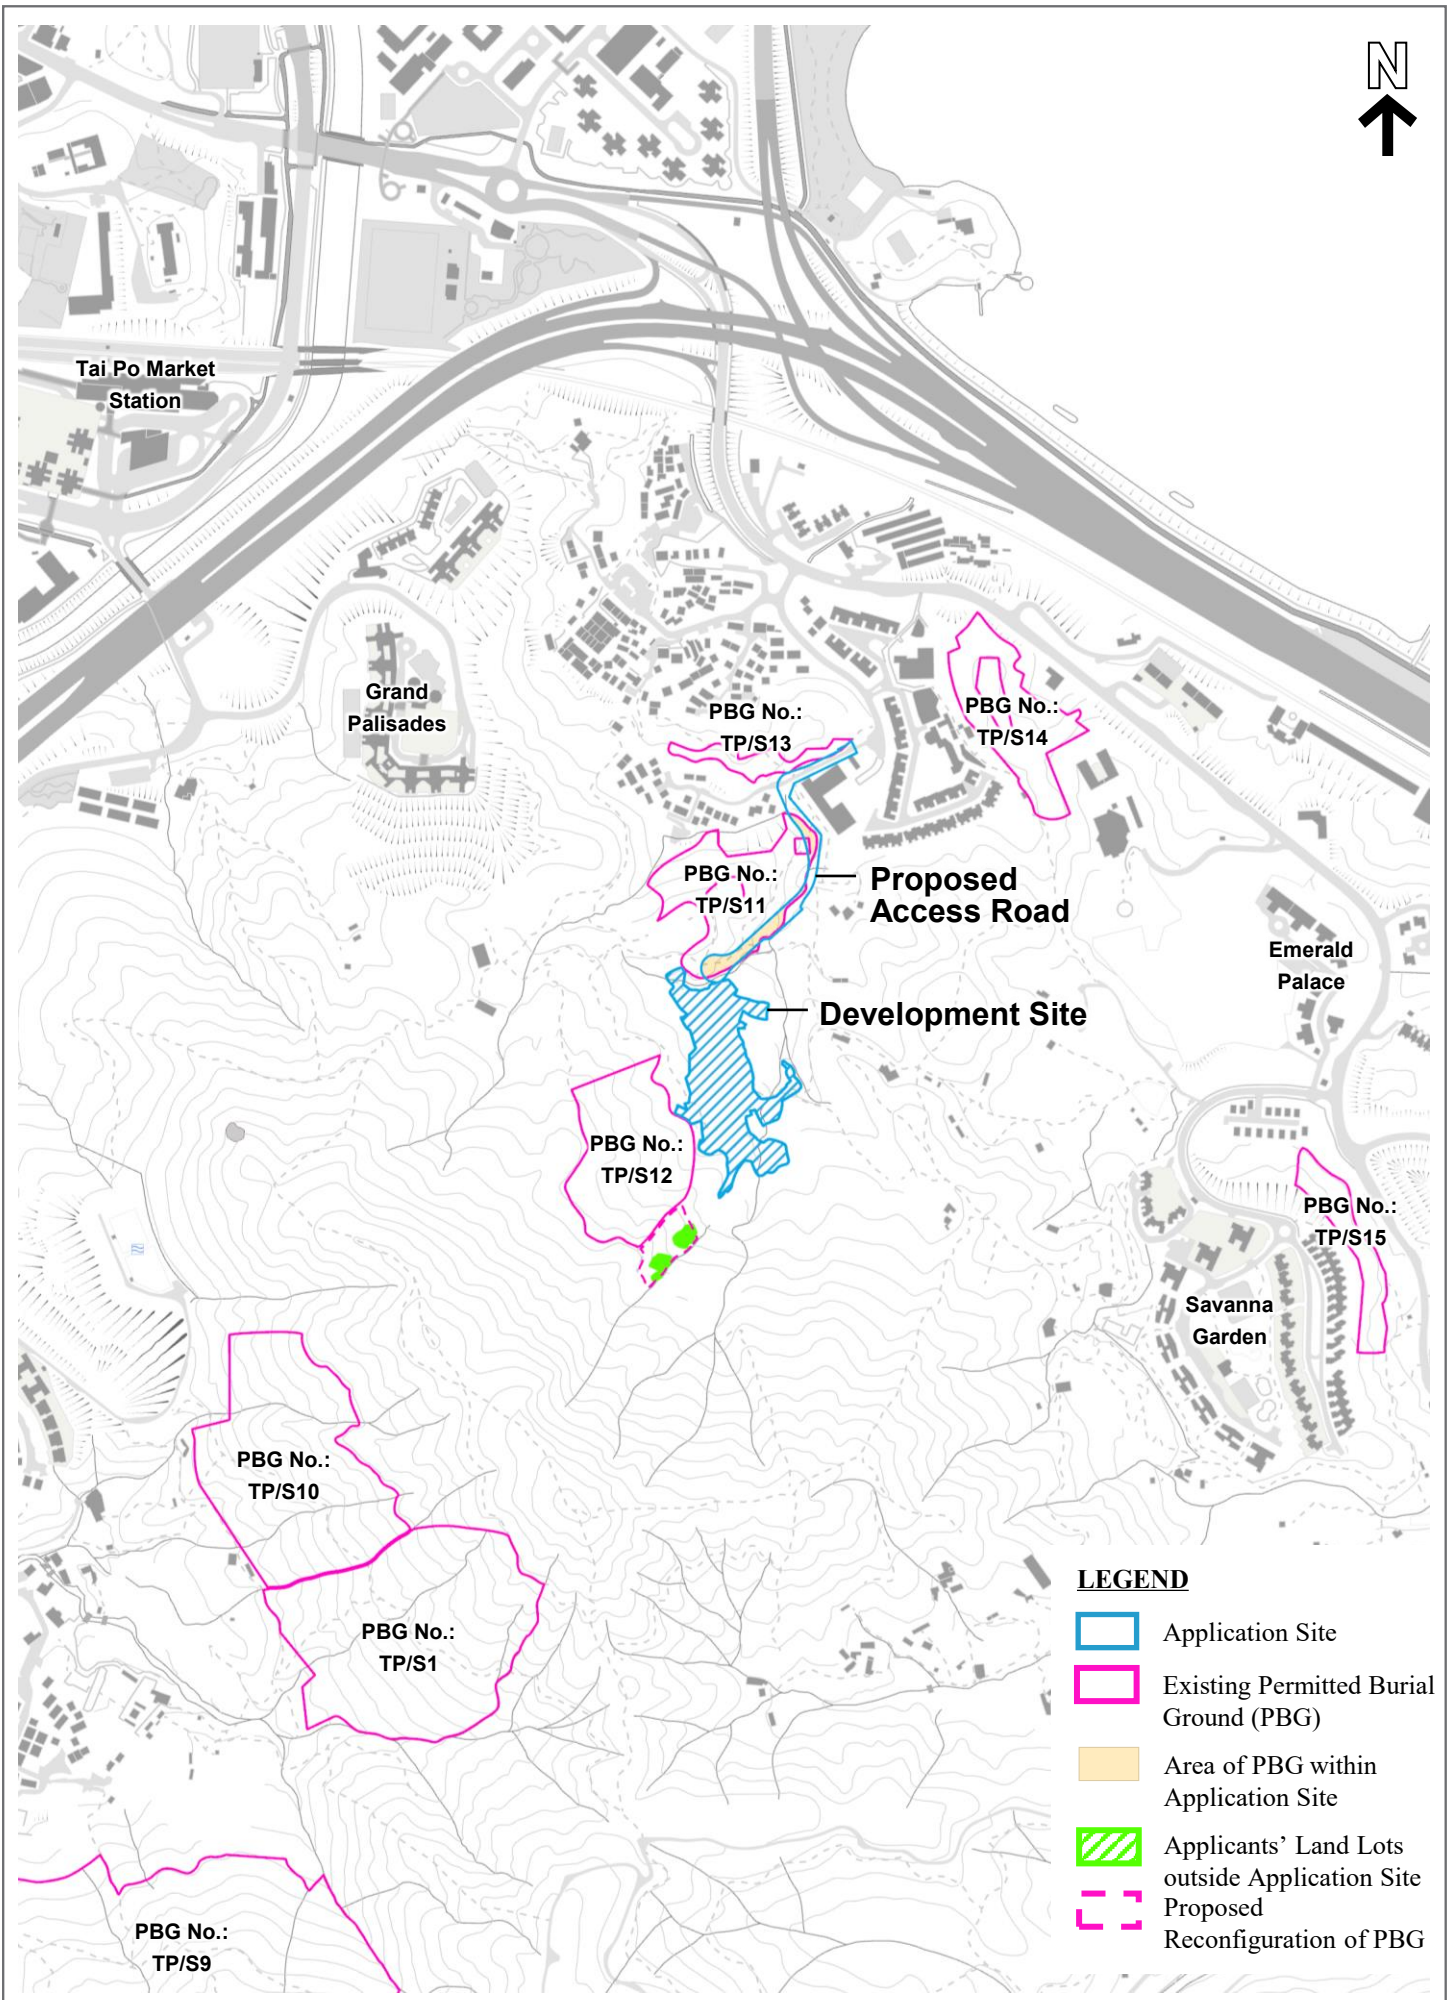 N
Tai Po Market
Station
Grand
Palisades
PBG No.:
TP/S13
PBG No.:
TP/S14
PBG No.:
TP/S11
Proposed
Access Road
Emerald
Palace
Development Site
PBG No.:
TP/S12
PBG No.:
TP/S15
Savanna
Garden
PBG No.:
TP/S10
PBG No.:
TP/S1
PBG No.:
TP/S9
LEGEND
Application Site
Existing Permitted Burial
Ground (PBG)
Area of PBG within
Application Site
Applicants’ Land Lots
outside Application Site
Proposed
Reconfiguration of PBG